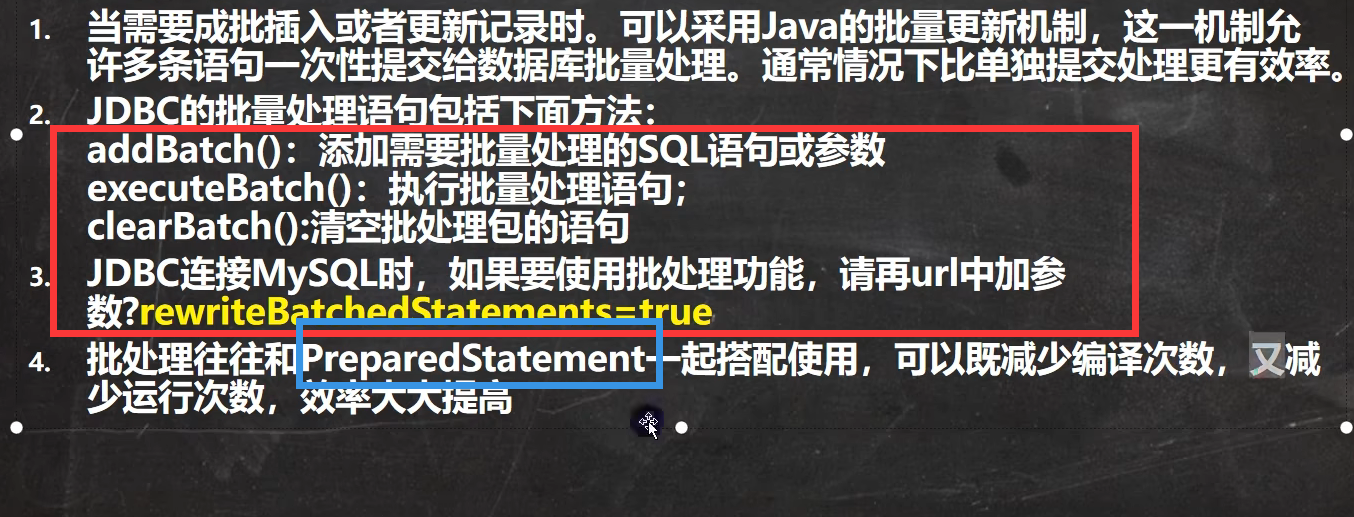 1. 当需要成批插入或者更新记录时。可以采用Java的批量更新机制，这一机制允
许多条语句一次性提交给数据库批量处理。通常情况下比单独提交处理更有效率。
2. JDBC的批量处理语句包括下面方法：
addBatch()：添加需要批量处理的SQL语句或参数
executeBatch()：执行批量处理语句；
clearBatch():清空批处理包的语句
3. JDBC连接MySQL时，如果要使用批处理功能，请再url中加参
数?rewriteBatchedStatements=true
4. 批处理往往和PreparedStatement一起搭配使用，可以既减少编译次数，又减
少运行次数，效率大大提高